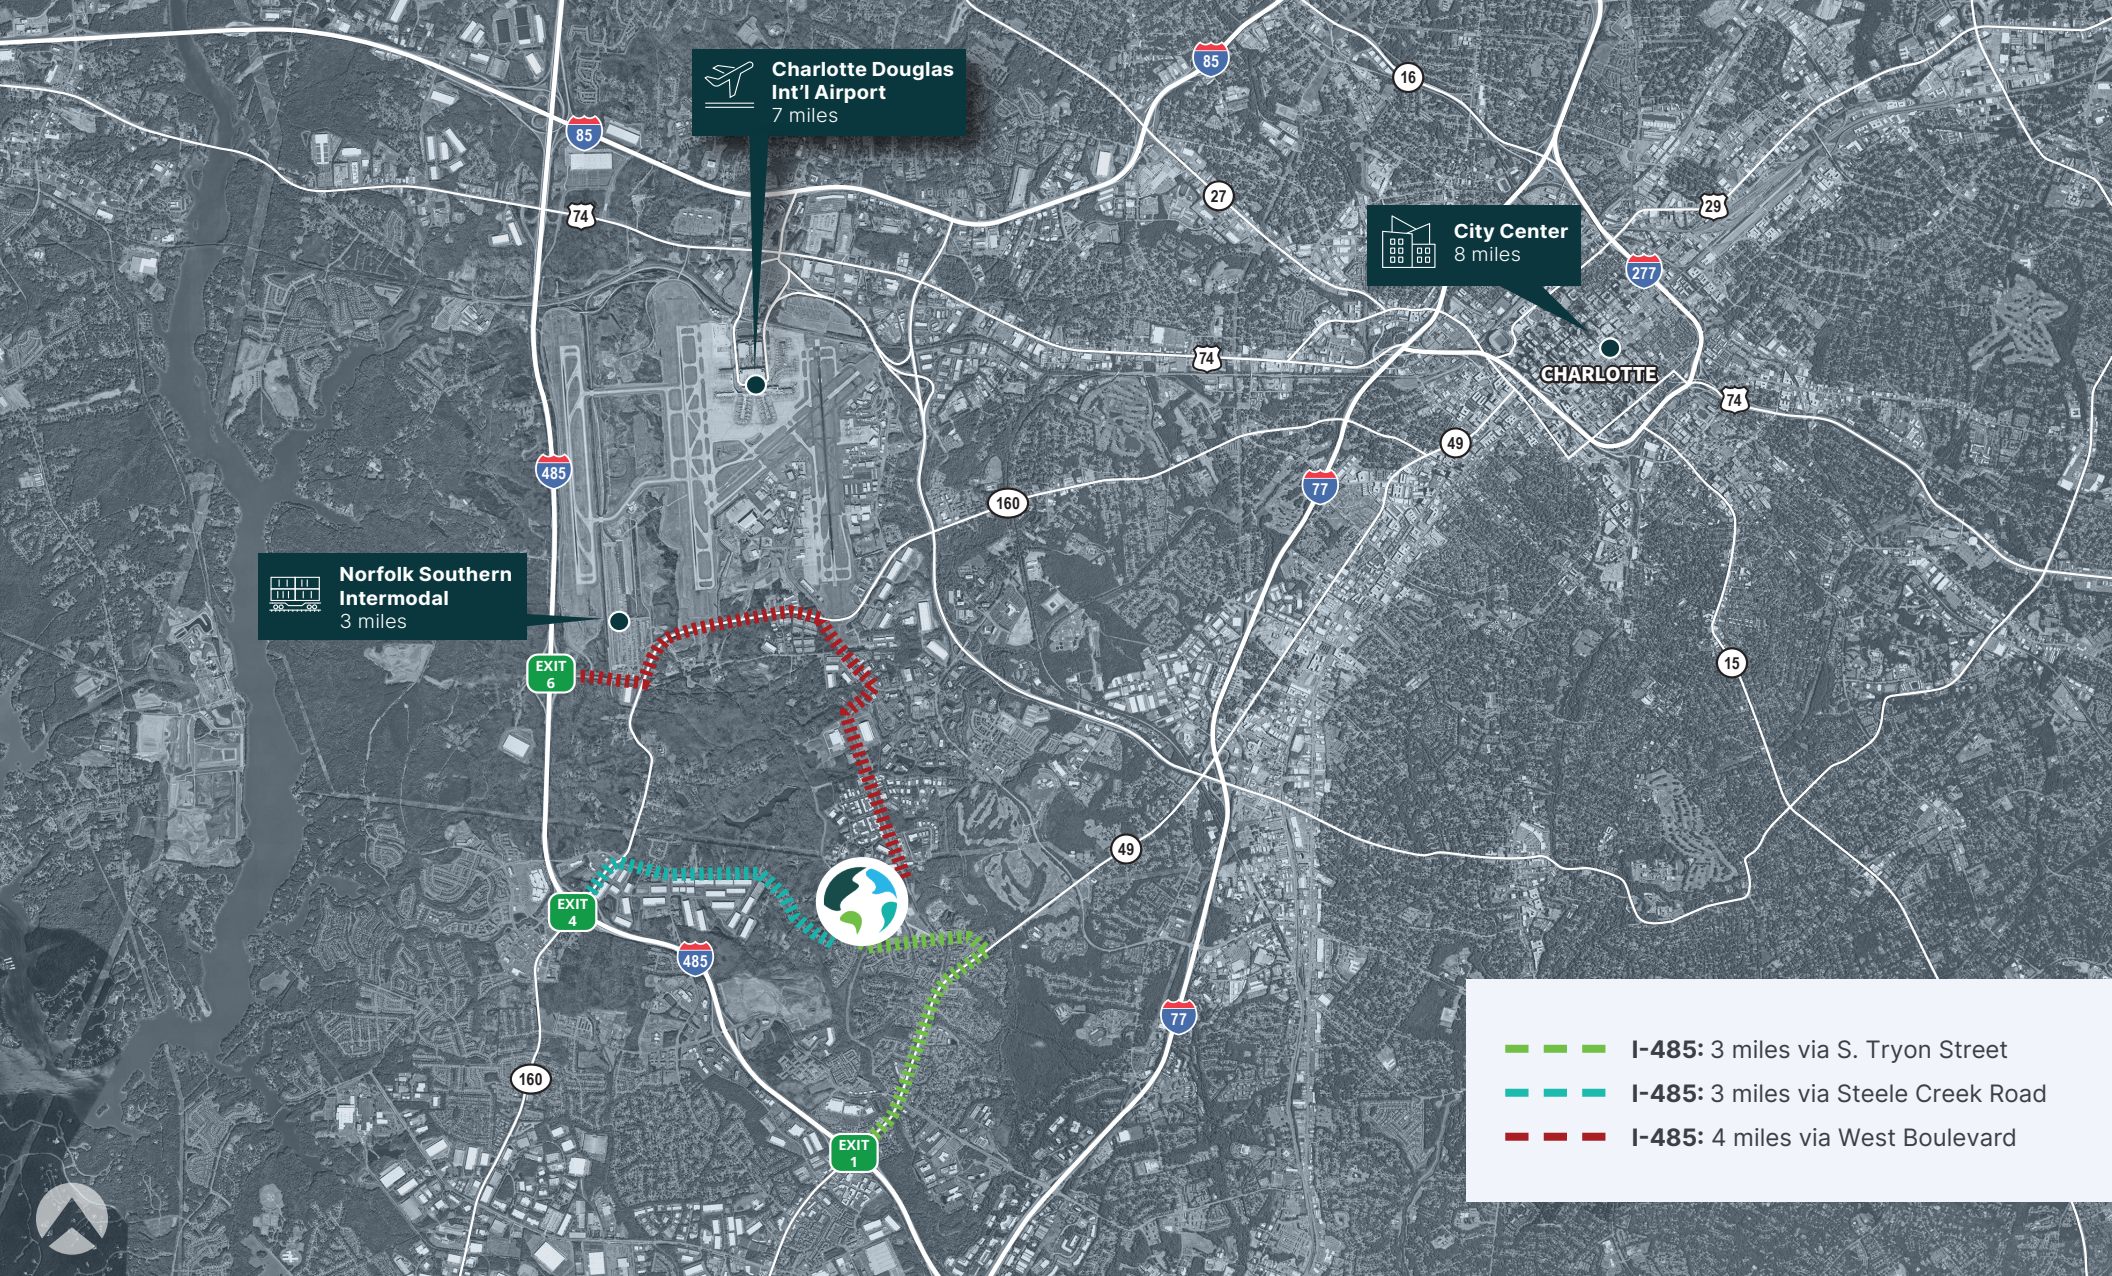 85
16
Charlotte Douglas
Int'l Airport
7 miles
85
27
74
29
City Center
8 miles
277
74
CHARLOTTE
74
49
485
77
160
Norfolk Southern
Intermodal
3 miles
EXIT
6
15
49
EXIT
4
485
77
160
EXIT
1
I-485: 3 miles via S. Tryon Street
I-485: 3 miles via Steele Creek Road
I-485: 4 miles via West Boulevard